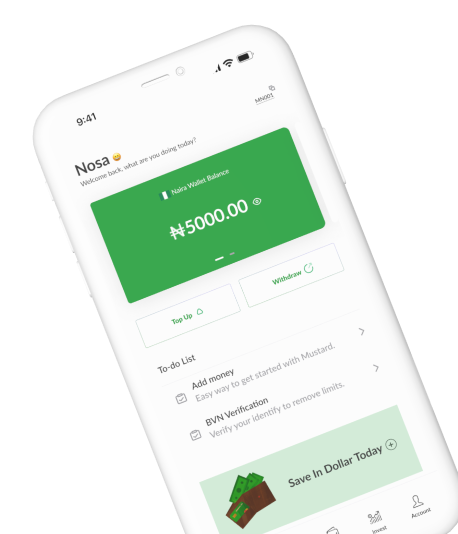 9:41
MN001
Nosa
Welcome back, what are you doing today?
Naira Wallet Balance
₦5000.00
Top Up
Withdraw
To-do List
Add money
Easy way to get started with Mustard.
BVN Verification
Verify your identify to remove limits.
Save In Dollar Today
Invest
Account